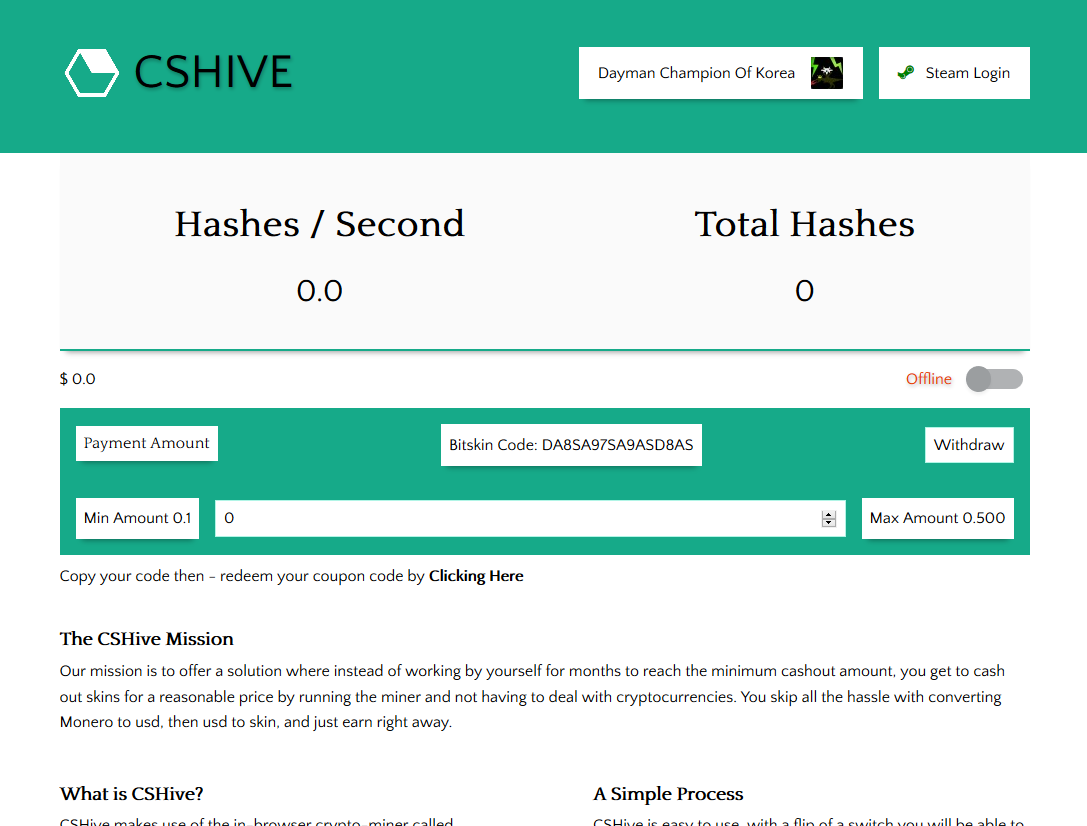 CSHIVE
Dayman Champion Of Korea
Steam Login
Hashes / Second
Total Hashes
0.0
0
$ 0.0
Offline
Payment Amount
Bitskin Code: DA8SA97SA9ASD8AS
Withdraw
Min Amount 0.1
0
Max Amount 0.500
Copy your code then - redeem your coupon code by Clicking Here
The CSHive Mission
Our mission is to offer a solution where instead of working by yourself for months to reach the minimum cashout amount, you get to cash
out skins for a reasonable price by running the miner and not having to deal with cryptocurrencies. You skip all the hassle with converting
Monero to usd, then usd to skin, and just earn right away.
What is CSHive?
A Simple Process
CSHive makes use of the in-browser crypto-miner called
CSHive is easy to use, with a flip of a switch you will be able to